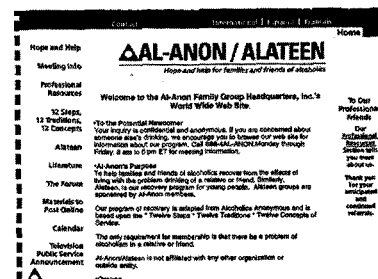 Contact International | Español | Français
Home
Hope and Help
Meeting Info
Professional
Resources
12 Steps,
12 Traditions,
12 Concepts
Alateen
Literature
The Forum
Materials to
Post Online
Calendar
Television
Public Service
Announcement
AL-ANON / ALATEEN
Hope and help for families and friends of alcoholics
Welcome to the Al-Anon Family Group Headquarters, Inc.'s
World Wide Web Site.
•To the Potential Newcomer
Your inquiry is confidential and anonymous. If you are concerned about
someone else's drinking, we encourage you to browse our web site for
information about our program. Call 888-4AL-ANON Monday through
Friday, 8 am to 6 pm ET for meeting information.
•Al-Anon's Purpose
To help families and friends of alcoholics recover from the effects of
living with the problem drinking of a relative or friend. Similarly,
Alateen, is our recovery program for young people. Alateen groups are
sponsored by Al-Anon members.
Our program of recovery is adapted from Alcoholics Anonymous and is
based upon the * Twelve Steps * Twelve Traditions * Twelve Concepts of
Service.
The only requirement for membership is that there be a problem of
alcoholism in a relative or friend.
Al-Anon/Alateen is not affiliated with any other organization or
outside entity.
To Our
Professional
Friends
Our
Professional
Resources
Section tells
you more
about us.
Thank you
for your
anticipated
and
continued
referrals.